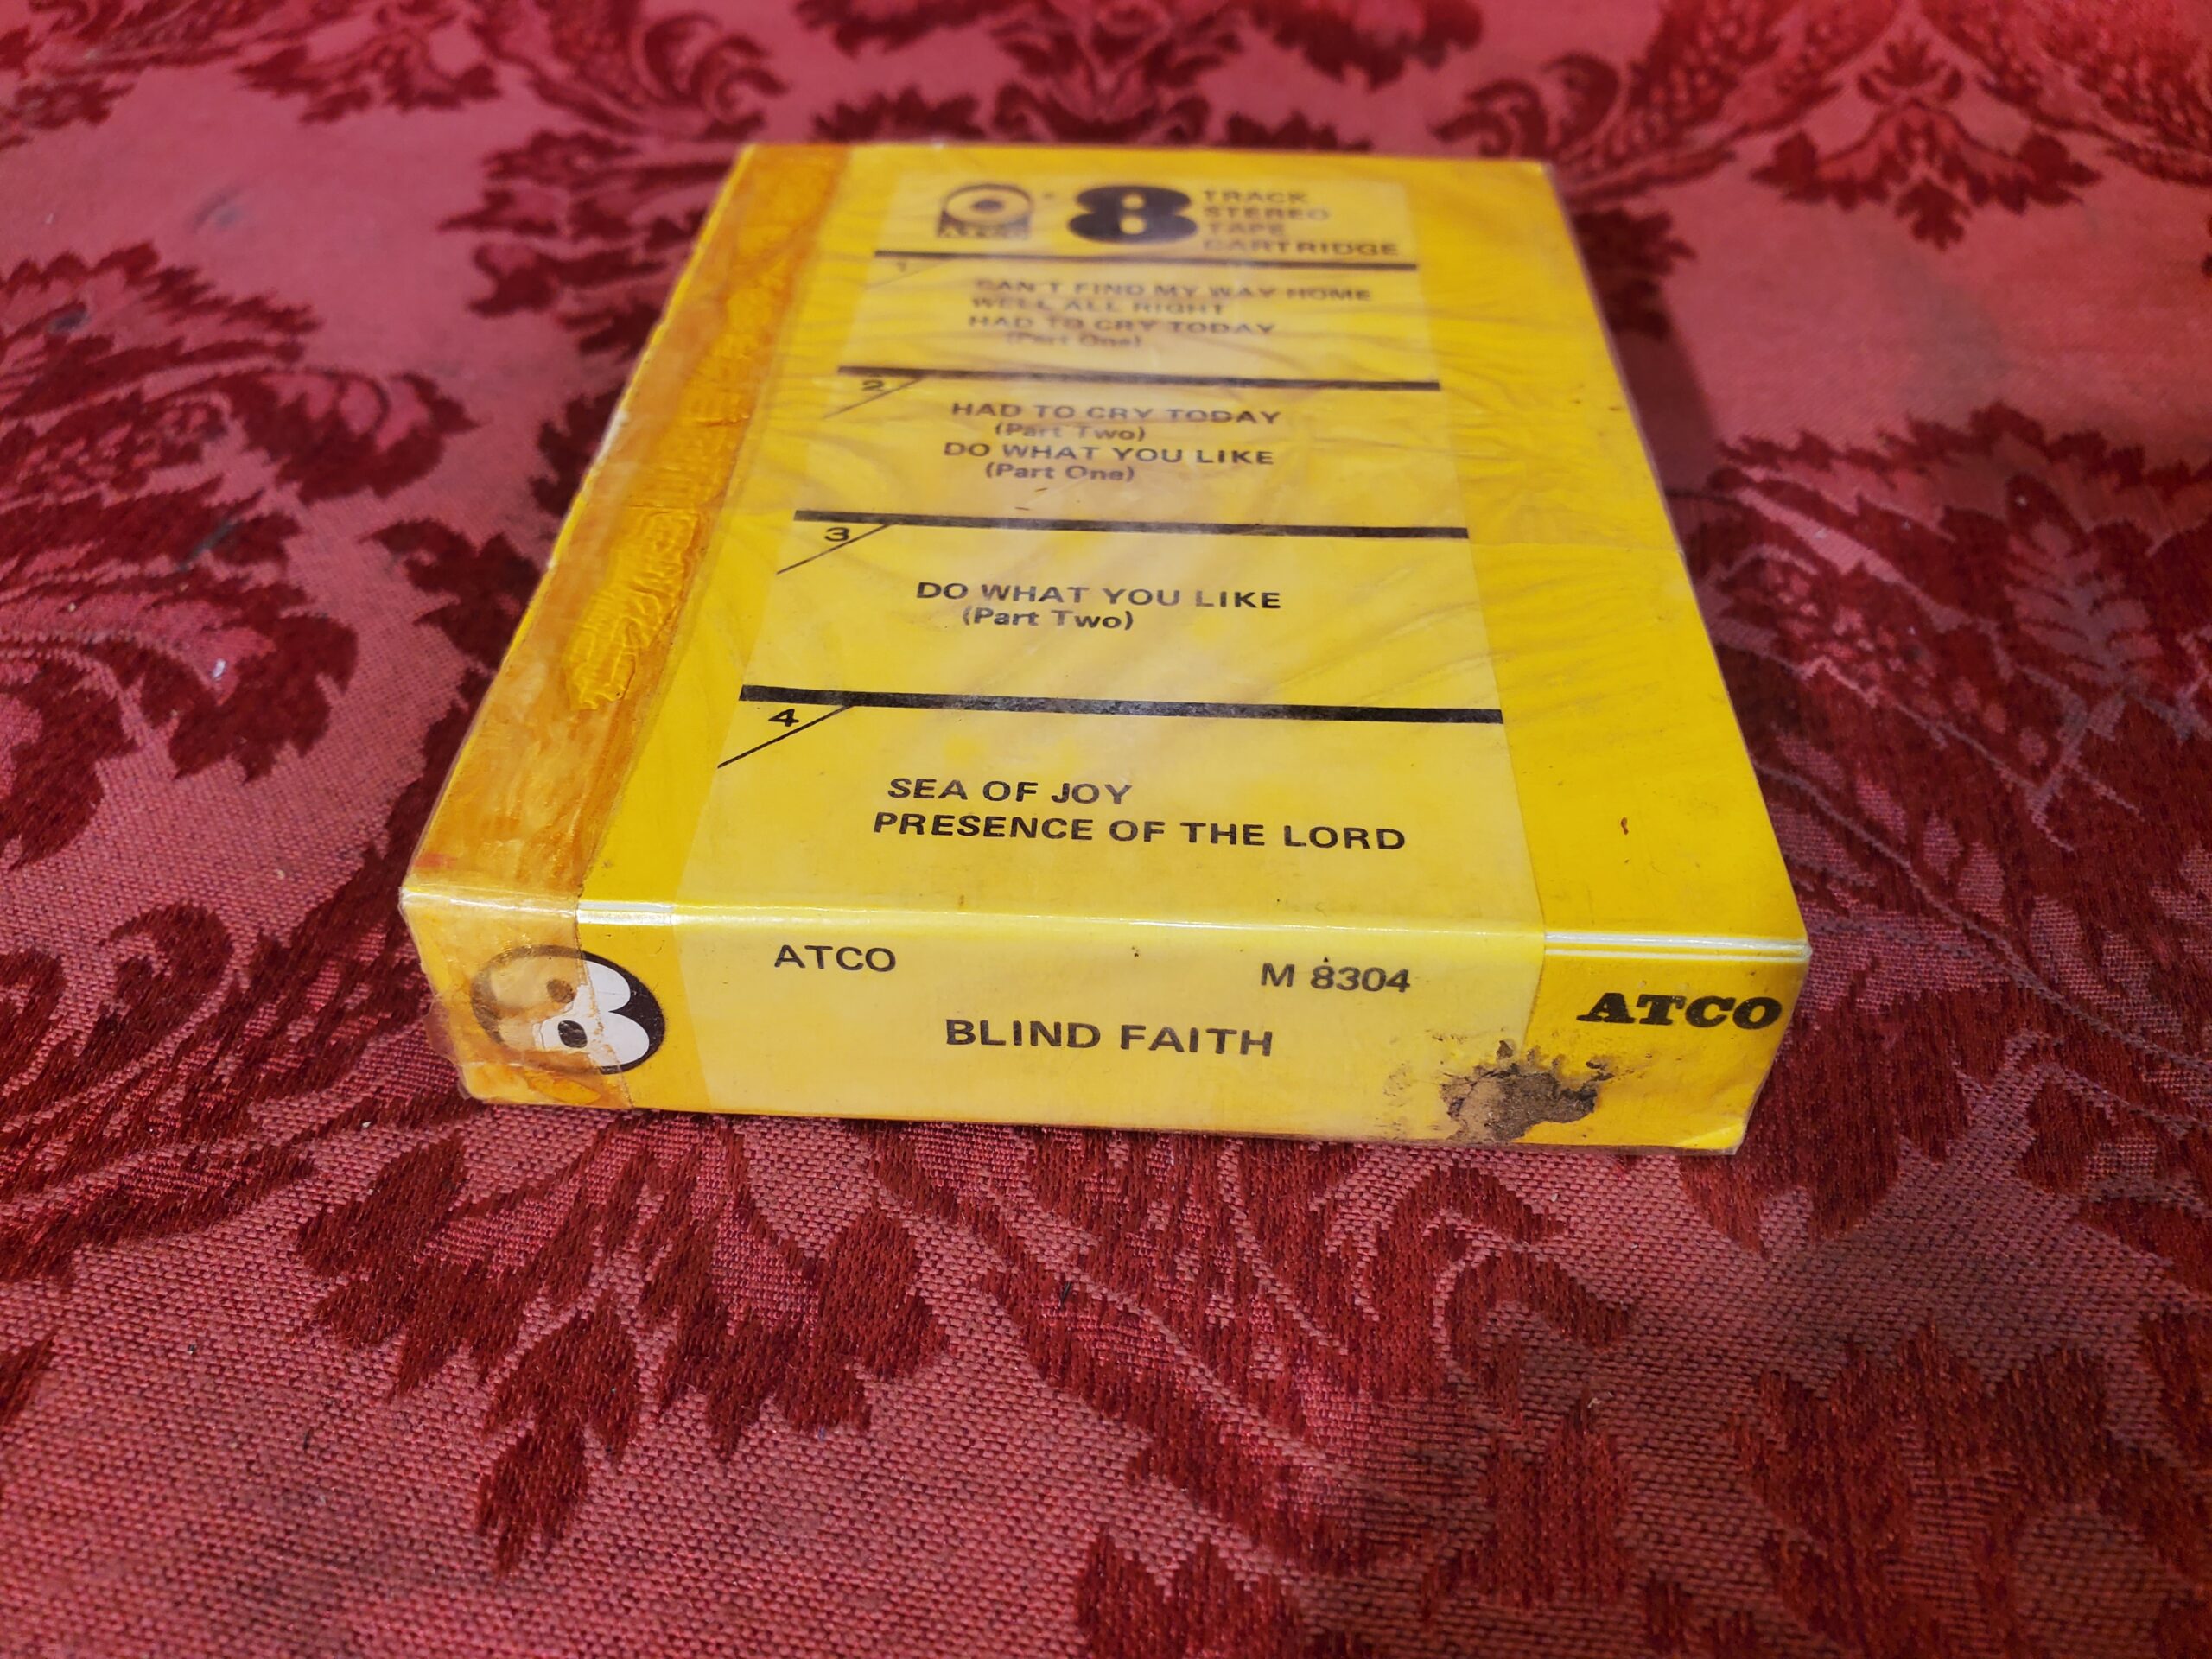 ATCO
8 TRACK
STEREO
TAPE
CARTRIDGE
1
CAN'T FIND MY WAY HOME
WELL ALL RIGHT
HAD TO CRY TODAY
(Part One)
2
HAD TO CRY TODAY
(Part Two)
DO WHAT YOU LIKE
(Part One)
3
DO WHAT YOU LIKE
(Part Two)
4
SEA OF JOY
PRESENCE OF THE LORD
8
ATCO
M 8304
BLIND FAITH
ATCO